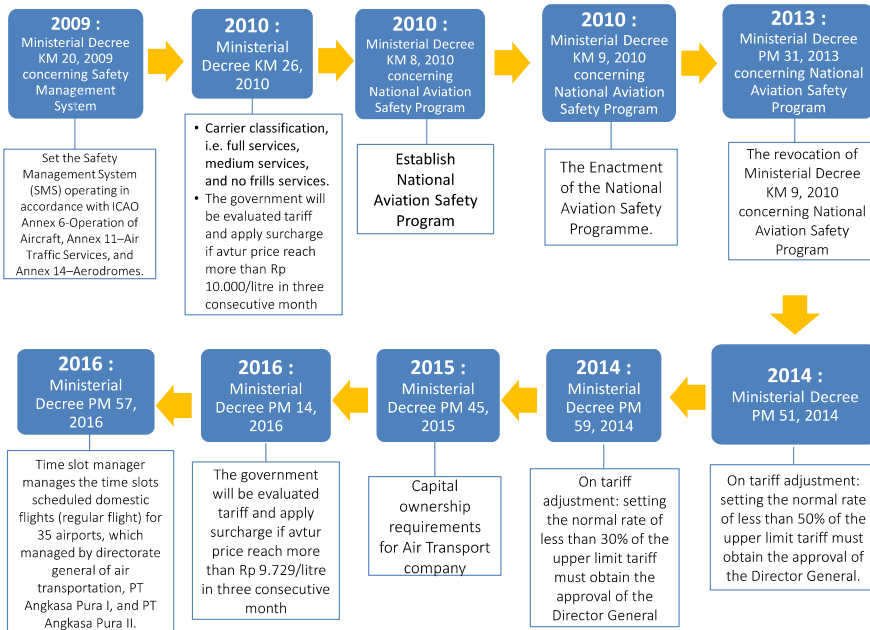 2009 :
Ministerial Decree
KM 20, 2009
concerning Safety
Management
System
Set the Safety
Management System
(SMS) operating in
accordance with ICAO
Annex 6-Operation of
Aircraft, Annex 11–Air
Traffic Services, and
Annex 14–Aerodromes.
2010 :
Ministerial
Decree KM 26,
2010
• Carrier classification,
i.e. full services,
medium services,
and no frills services.
• The government will
be evaluated tariff
and apply surcharge
if avtur price reach
more than Rp
10.000/litre in three
consecutive month
2010 :
Ministerial Decree
KM 8, 2010
concerning
National Aviation
Safety Program
Establish
National
Aviation Safety
Program
2010 :
Ministerial Decree
KM 9, 2010
concerning
National Aviation
Safety Program
The Enactment
of the National
Aviation Safety
Programme.
2013 :
Ministerial Decree
PM 31, 2013
concerning National
Aviation Safety
Program
The revocation of
Ministerial Decree
KM 9, 2010
concerning National
Aviation Safety
Program
2014 :
Ministerial Decree
PM 51, 2014
On tariff adjustment:
setting the normal rate
of less than 50% of the
upper limit tariff must
obtain the approval of
the Director General.
2014 :
Ministerial
Decree PM
59, 2014
On tariff
adjustment: setting
the normal rate of
less than 30% of the
upper limit tariff
must obtain the
approval of the
Director General
2015 :
Ministerial
Decree PM 45,
2015
Capital
ownership
requirements
for Air Transport
company
2016 :
Ministerial
Decree PM 14,
2016
The government
will be evaluated
tariff and apply
surcharge if avtur
price reach more
than Rp 9.729/litre
in three consecutive
month
2016 :
Ministerial
Decree PM 57,
2016
Time slot manager
manages the time slots
scheduled domestic
flights (regular flight) for
35 airports, which
managed by directorate
general of air
transportation, PT
Angkasa Pura I, and PT
Angkasa Pura II.